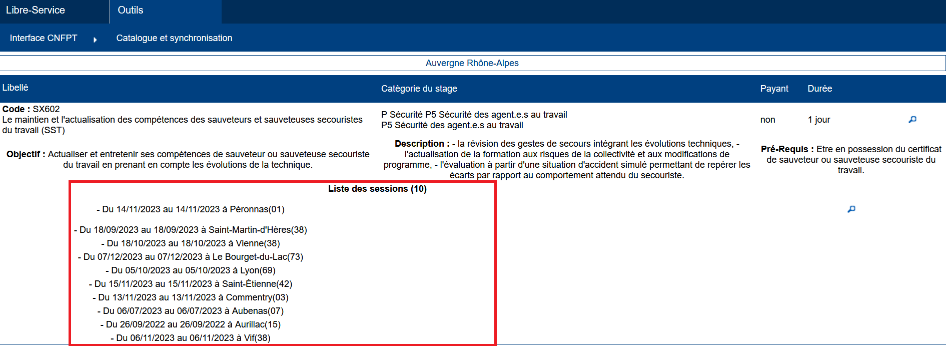 Libre-Service Outils
Interface CNFPT Catalogue et synchronisation
Auvergne Rhône-Alpes
Libellé Catégorie du stage Payant Durée
Code : SX602
Le maintien et l'actualisation des compétences des sauveteurs et sauveteuses secouristes
du travail (SST)
P Sécurité P5 Sécurité des agent.e.s au travail
P5 Sécurité des agent.e.s au travail
non 1 jour
Objectif : Actualiser et entretenir ses compétences de sauveteur ou sauveteuse secouriste
du travail en prenant en compte les évolutions de la technique.
Description : - la révision des gestes de secours intégrant les évolutions techniques, -
l'actualisation de la formation aux risques de la collectivité et aux modifications de
programme, - l'évaluation à partir d'une situation d'accident simulé permettant de repérer les
écarts par rapport au comportement attendu du secouriste.
Pré-Requis : Etre en possession du certificat
de sauveteur ou sauveteuse secouriste du
travail.
Liste des sessions (10)
- Du 14/11/2023 au 14/11/2023 à Péronnas(01)
- Du 18/09/2023 au 18/09/2023 à Saint-Martin-d'Hères(38)
- Du 18/10/2023 au 18/10/2023 à Vienne(38)
- Du 07/12/2023 au 07/12/2023 à Le Bourget-du-Lac(73)
- Du 05/10/2023 au 05/10/2023 à Lyon(69)
- Du 15/11/2023 au 15/11/2023 à Saint-Étienne(42)
- Du 13/11/2023 au 13/11/2023 à Commentry(03)
- Du 06/07/2023 au 06/07/2023 à Aubenas(07)
- Du 26/09/2022 au 26/09/2022 à Aurillac(15)
- Du 06/11/2023 au 06/11/2023 à Vif(38)